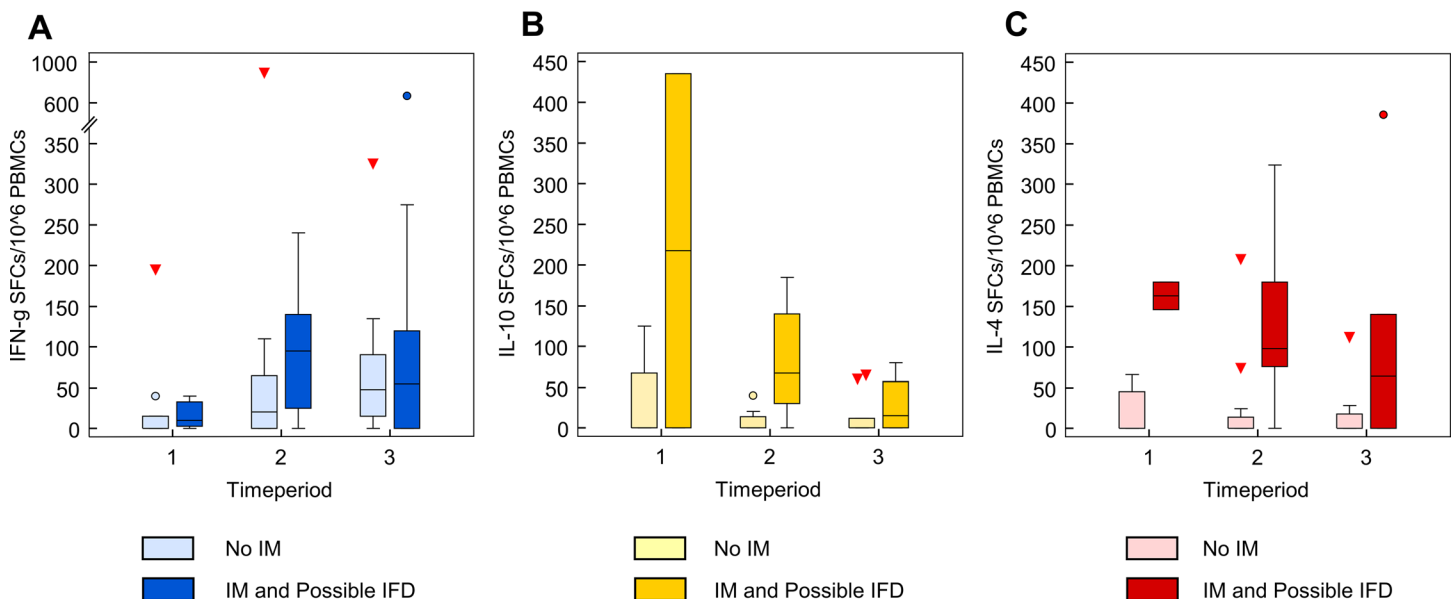 A
IFN-g SFCs/10^6 PBMCs
1000
600
350
300
250
200
150
100
50
0
1 2 3
Timeperiod
No IM
IM and Possible IFD
B
IL-10 SFCs/10^6 PBMCs
450
400
350
300
250
200
150
100
50
0
1 2 3
Timeperiod
No IM
IM and Possible IFD
C
IL-4 SFCs/10^6 PBMCs
450
400
350
300
250
200
150
100
50
0
1 2 3
Timeperiod
No IM
IM and Possible IFD